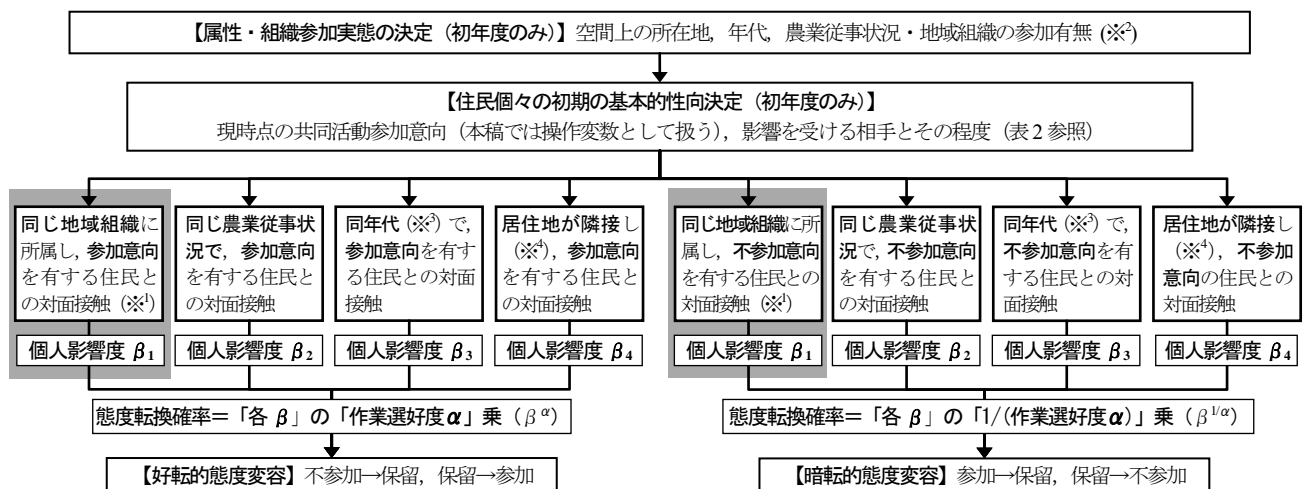 【属性・組織参加実態の決定（初年度のみ）】空間上の所在地，年代，農業従事状況・地域組織の参加有無 (※²)
【住民個々の初期の基本的性向決定（初年度のみ）】
現時点の共同活動参加意向（本稿では操作変数として扱う），影響を受ける相手とその程度（表２参照）
同じ地域組織に
所属し，参加意向
を有する住民と
の対面接触 (※¹)
個人影響度 β₁
同じ農業従事状
況で，参加意向
を有する住民と
の対面接触
個人影響度 β₂
同年代 (※³) で，
参加意向を有す
る住民との対面
接触
個人影響度 β₃
居住地が隣接し
(※⁴)，参加意向
を有する住民と
の対面接触
個人影響度 β₄
同じ地域組織に所
属し，不参加意向
を有する住民との
対面接触 (※¹)
個人影響度 β₁
同じ農業従事状
況で，不参加意向
を有する住民と
の対面接触
個人影響度 β₂
同年代 (※³) で，
不参加意向を有
する住民との対
面接触
個人影響度 β₃
居住地が隣接し
(※⁴)，不参加
意向の住民との
対面接触
個人影響度 β₄
態度転換確率＝「各 β」の「作業選好度α」乗（β^α）
【好転的態度変容】不参加→保留，保留→参加
態度転換確率＝「各 β」の「1/(作業選好度α)」乗（β^1/α）
【暗転的態度変容】参加→保留，保留→不参加